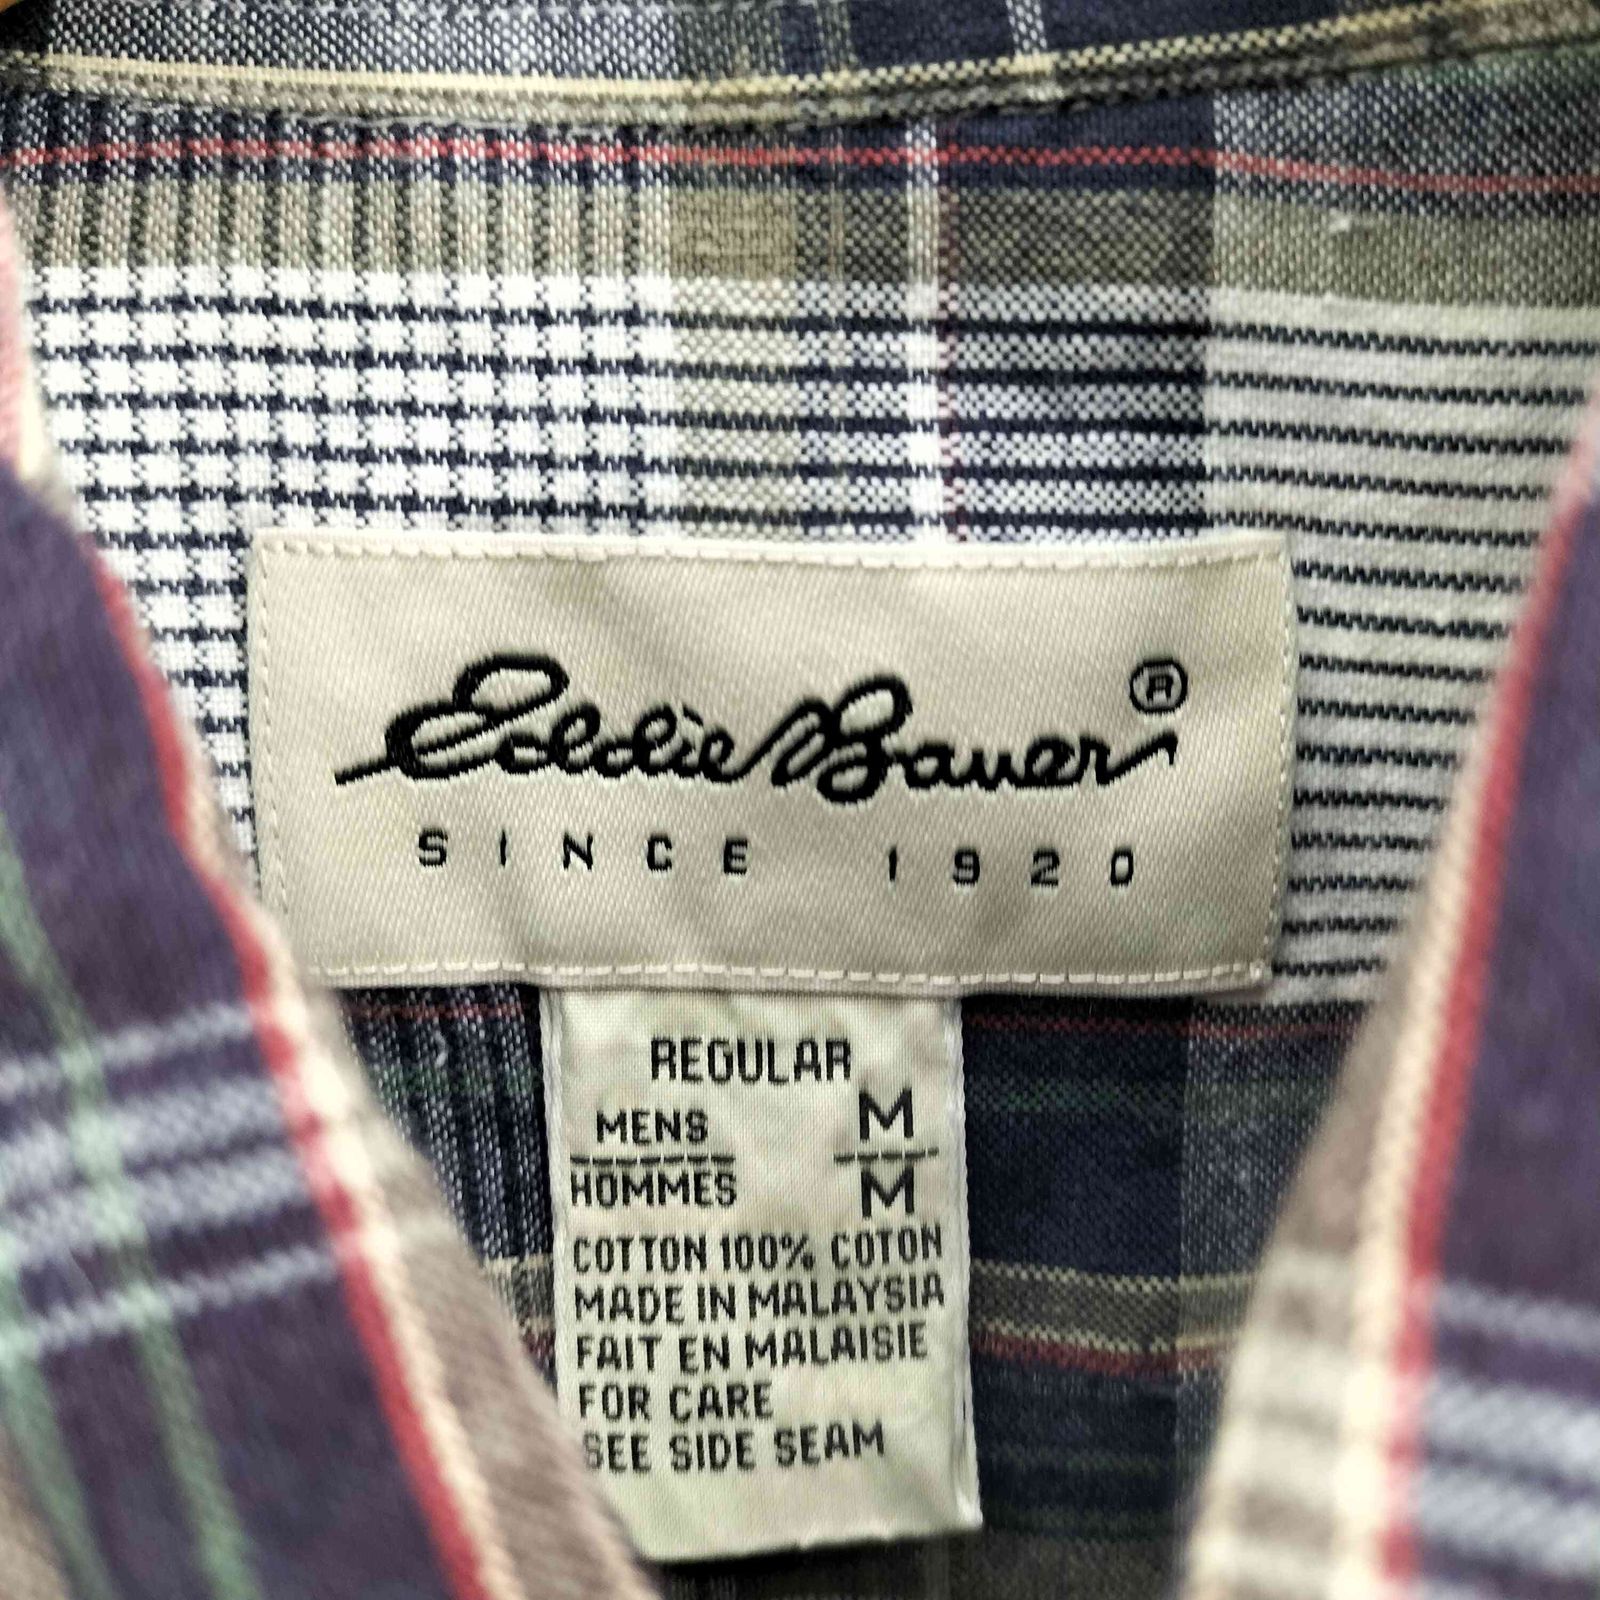 Eddie Bauer ®
SINCE 1920
REGULAR
MENS M
HOMMES M
COTTON 100% COTON
MADE IN MALAYSIA
FAIT EN MALAISIE
FOR CARE
SEE SIDE SEAM